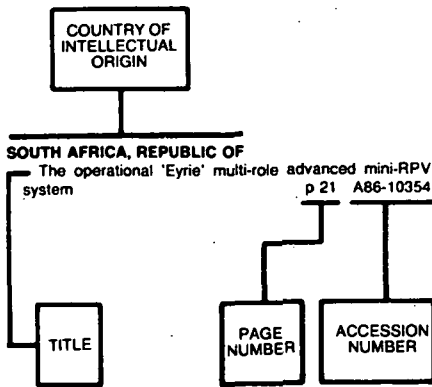 COUNTRY OF
INTELLECTUAL
ORIGIN
SOUTH AFRICA, REPUBLIC OF
The operational 'Eyrie' multi-role advanced mini-RPV
system p 21 A86-10354
TITLE
PAGE
NUMBER
ACCESSION
NUMBER